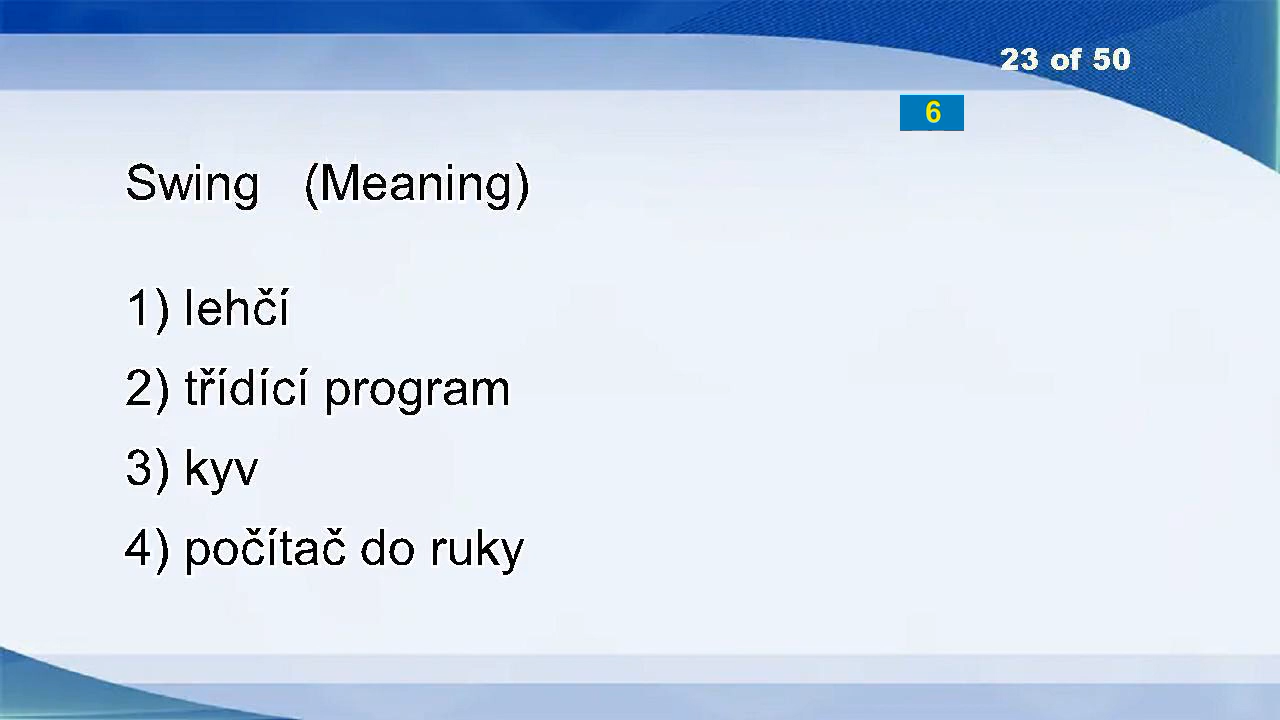 23 of 50
6
Swing (Meaning)
1) lehčí
2) třídící program
3) kyv
4) počítač do ruky